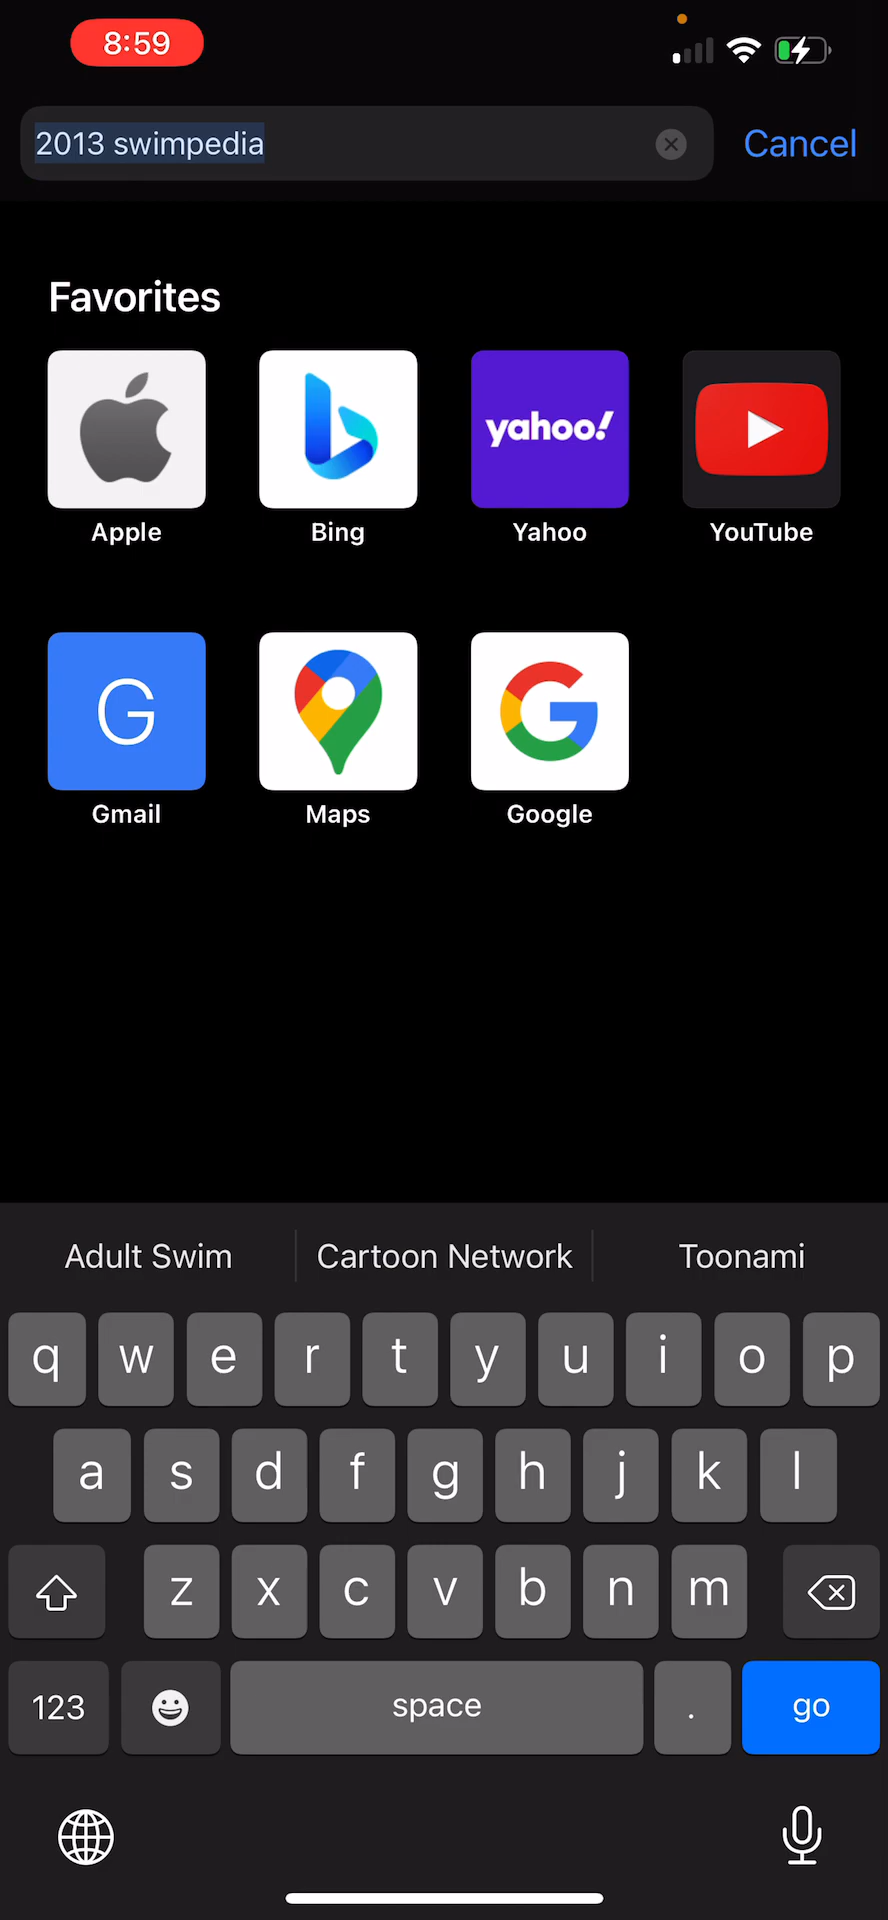 8:59
2013 swimpedia
Cancel
Favorites
yahoo!
Apple
Bing
Yahoo
YouTube
G
Gmail
Maps
Google
Adult Swim
Cartoon Network
Toonami
q w e r t y u i o p
a s d f g h j k l
z x c v b n m
123
space
.
go